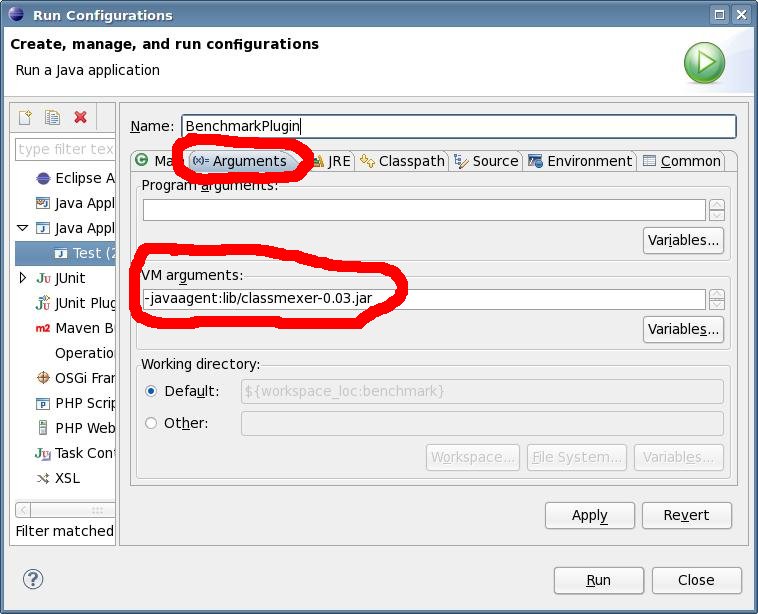 Run Configurations
Create, manage, and run configurations
Run a Java application
Name: BenchmarkPlugin
type filter tex
Eclipse A
Java Appl
Java Appl
Test (2
JUnit
JUnit Plug
Maven B
Operatio
OSGi Fran
PHP Scrip
PHP Web
Task Cont
XSL
Filter matched
(x)= Arguments
JRE
Classpath
Source
Environment
Common
Program arguments:
Variables...
VM arguments:
-javaagent:lib/classmexer-0.03.jar
Variables...
Working directory:
Default: ${workspace_loc:benchmark}
Other:
Workspace... File System... Variables...
Apply Revert
? Run Close